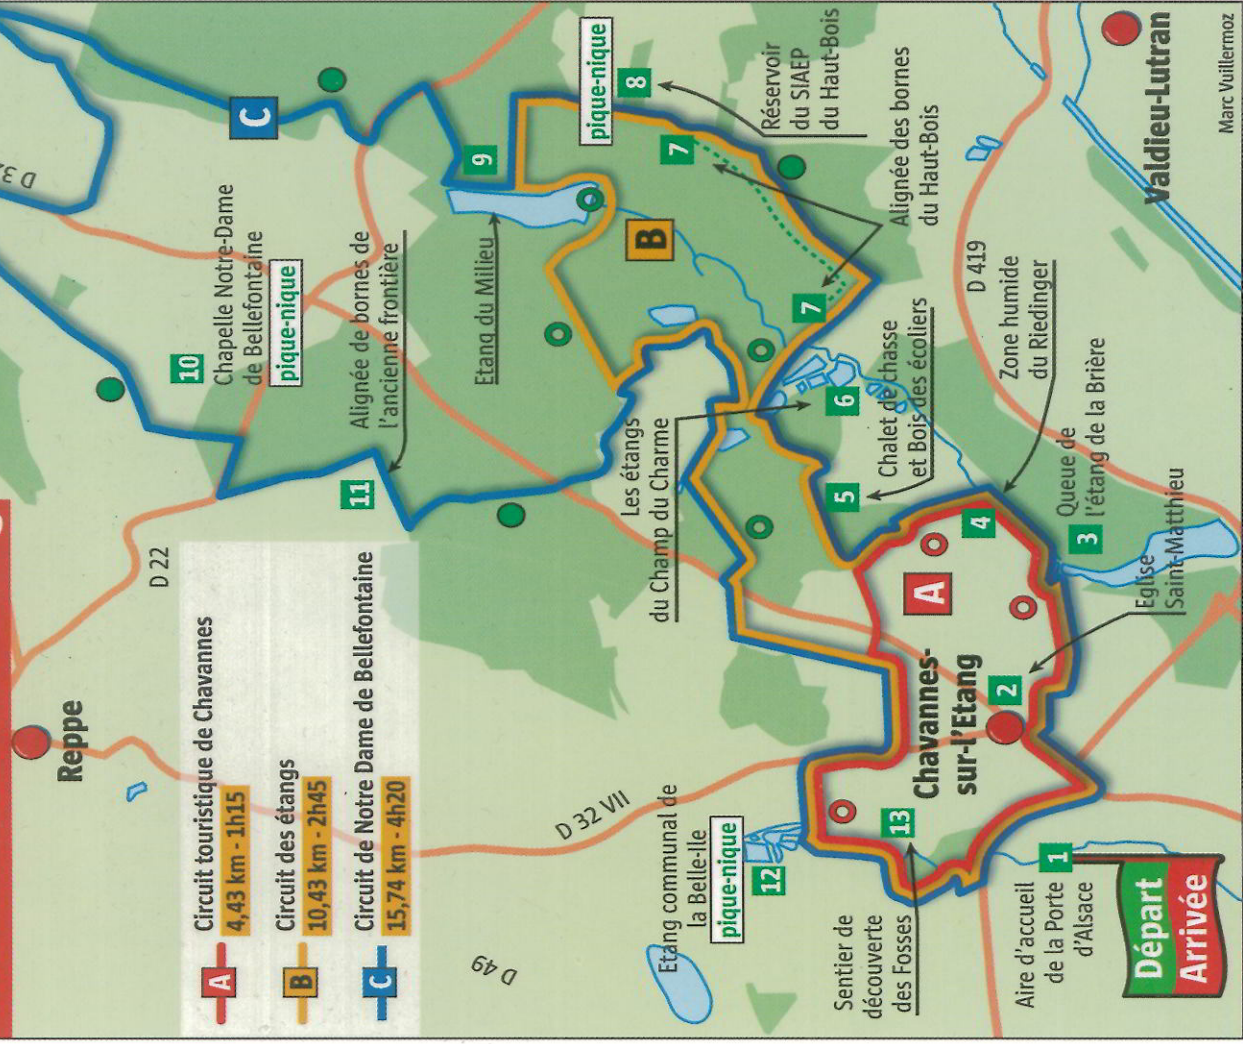 Reppe
D 22
Circuit touristique de Chavannes
4,43 km - 1h15
Circuit des étangs
10,43 km - 2h45
Circuit de Notre Dame de Bellefontaine
15,74 km - 4h20
A
B
C
D 49
D 32 VII
10
Chapelle Notre-Dame
de Bellefontaine
pique-nique
11
Alignée de bornes de
l'ancienne frontière
C
9
Etang du Milieu
B
pique-nique
8
Réservoir
du SIAEP
du Haut-Bois
7
7
Alignée des bornes
du Haut-Bois
Les étangs
du Champ du Charme
6
5
Chalet de chasse
et Bois des écoliers
D 419
Zone humide
du Riedinger
4
Queue de
l'étang de la Brière
3
A
Eglise
Saint-Matthieu
2
Chavannes-
sur-l'Etang
Etang communal de
la Belle-Ile
pique-nique
12
13
Sentier de
découverte
des Fosses
1
Aire d'accueil
de la Porte
d'Alsace
Départ
Arrivée
Valdieu-Lutran
Marc Vuillermoz